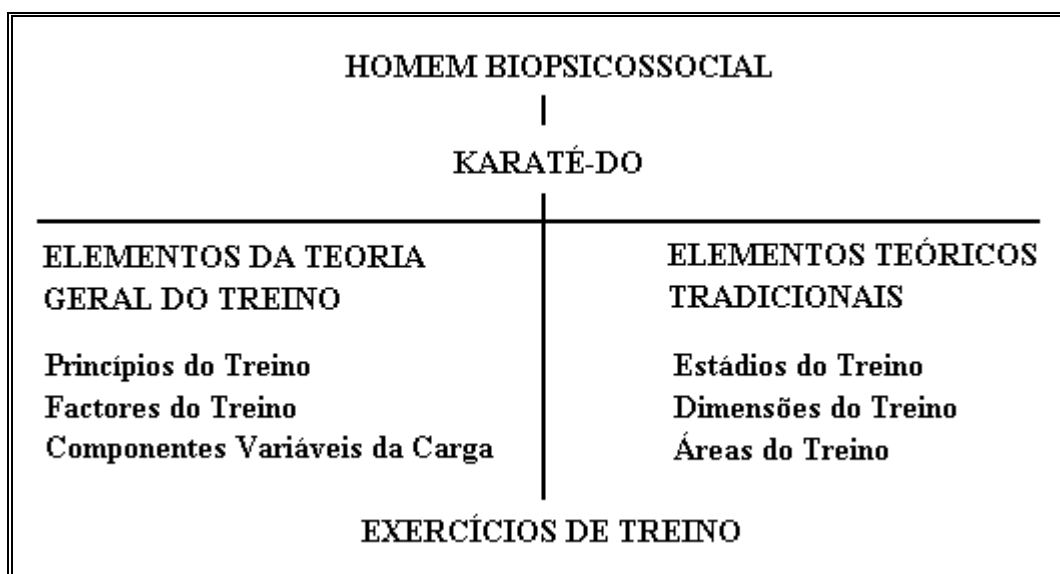 HOMEM BIOPSICOSSOCIAL
KARATÉ-DO
ELEMENTOS DA TEORIA
GERAL DO TREINO
Princípios do Treino
Factores do Treino
Componentes Variáveis da Carga
ELEMENTOS TEÓRICOS
TRADICIONAIS
Estádios do Treino
Dimensões do Treino
Áreas do Treino
EXERCÍCIOS DE TREINO